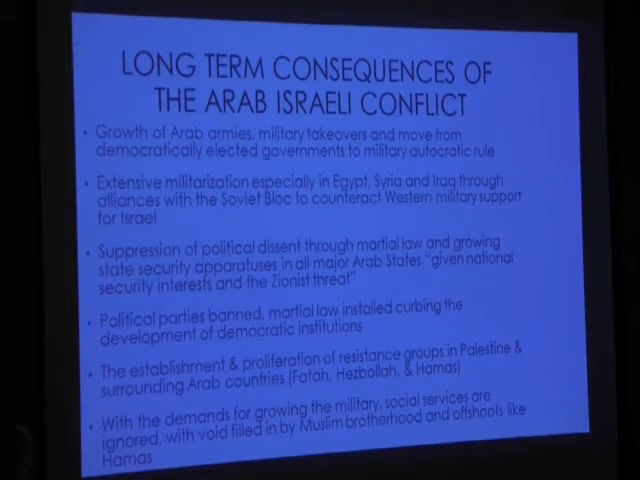 LONG TERM CONSEQUENCES OF
THE ARAB ISRAELI CONFLICT
• Growth of Arab armies, military takeovers and move from
democratically elected governments to military autocratic rule
• Extensive militarization especially in Egypt, Syria and Iraq through
alliances with the Soviet Bloc to counteract Western military support
for Israel
• Suppression of political dissent through martial law and growing
state security apparatuses in all major Arab States "given national
security interests and the Zionist threat"
• Political parties banned, martial law installed curbing the
development of democratic institutions
• The establishment & proliferation of resistance groups in Palestine &
surrounding Arab countries (Fatah, Hezbollah, & Hamas)
• With the demands for growing the military, social services are
ignored, with void filled in by Muslim brotherhood and offshoots like
Hamas